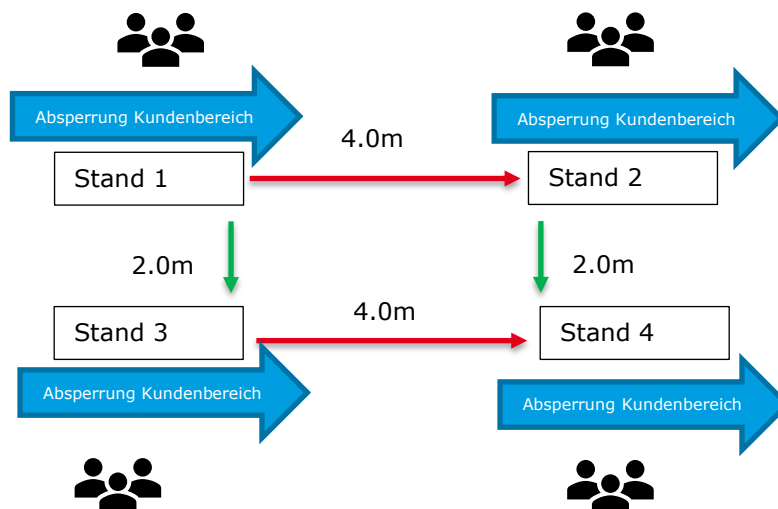 Absperrung Kundenbereich
Absperrung Kundenbereich
4.0m
Stand 1
Stand 2
2.0m
2.0m
4.0m
Stand 3
Stand 4
Absperrung Kundenbereich
Absperrung Kundenbereich